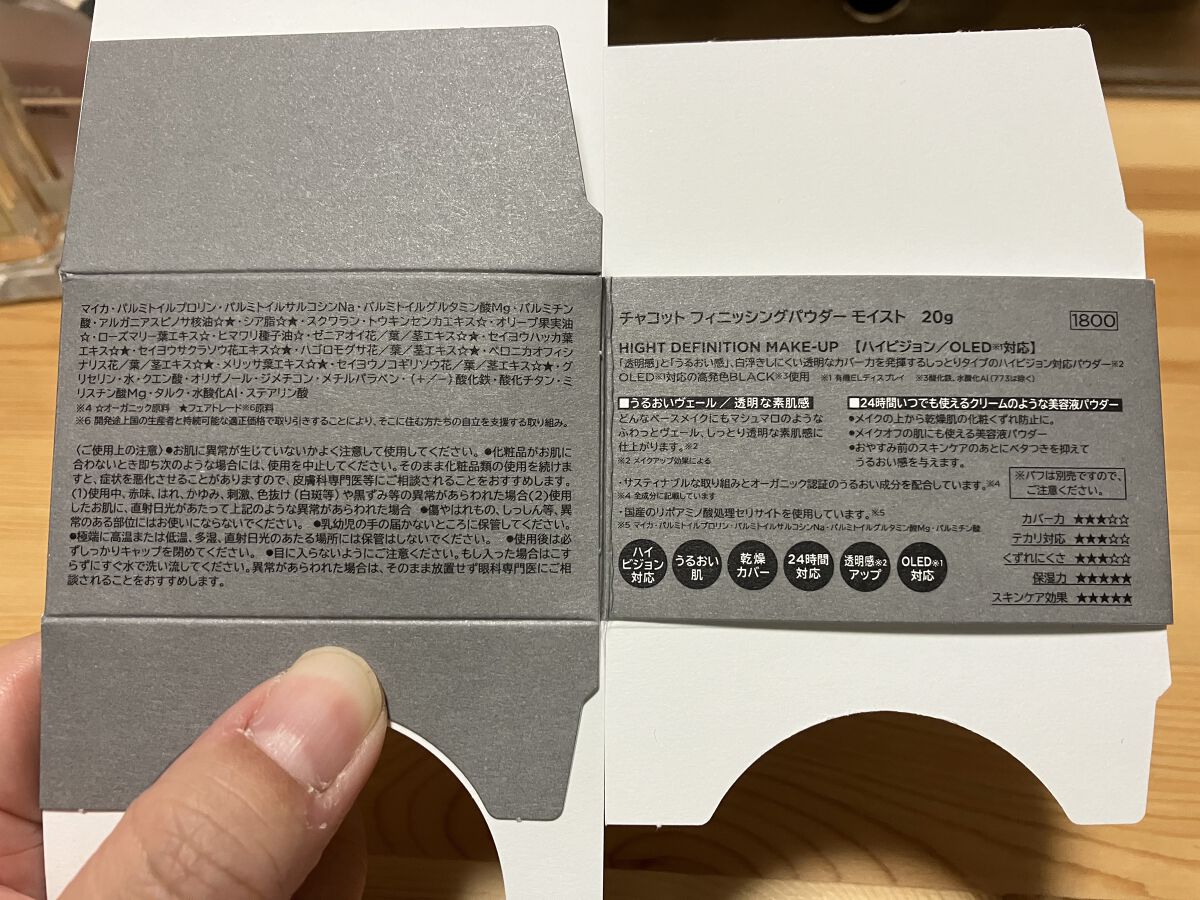 マイカ・パルミトイルプロリン・パルミトイルサルコシンNa・パルミトイルグルタミン酸Mg・パルミチン
酸・アルガニアスピノサ核油☆★・シア脂☆★・スクワラン・トウキンセンカエキス☆・オリーブ果実油
☆・ローズマリー葉エキス☆・ヒマワリ種子油☆・ゼニアオイ花／葉／茎エキス☆・セイヨウハッカ葉
エキス☆★・セイヨウサクラソウ花エキス☆・ハゴロモグサ花／葉／茎エキス☆・ベロニカオフィシ
ナリス花／葉／茎エキス☆・メリッサ葉エキス☆・セイヨウノコギリソウ花／葉／茎エキス☆★・グ
リセリン・水・クエン酸・オリザノール・ジメチコン・メチルパラベン・（＋／－）酸化鉄・酸化チタン・ミ
リスチン酸Mg・タルク・水酸化Al・ステアリン酸
※4 ☆オーガニック原料 ★フェアトレード※6原料
※6 開発途上国の生産者と持続可能な適正価格で取り引きすることにより、そこに住む方たちの自立を支援する取り組み。
〈ご使用上の注意〉●お肌に異常が生じていないかよく注意して使用してください。●化粧品がお肌に
合わないとき即ち次のような場合には、使用を中止してください。そのまま化粧品類の使用を続けま
すと、症状を悪化させることがありますので、皮膚科専門医等にご相談されることをおすすめします。
(1)使用中、赤味、はれ、かゆみ、刺激、色抜け（白斑等）や黒ずみ等の異常があらわれた場合(2)使用
したお肌に、直射日光があたって上記のような異常があらわれた場合 ●傷やはれもの、しっしん等、異
常のある部位にはお使いにならないでください。 ●乳幼児の手の届かないところに保管してください。
●極端に高温または低温、多湿、直射日光のあたる場所には保管はしないでください。 ●使用後は必
ずしっかりキャップを閉めてください。 ●目に入らないようにご注意ください。もし入った場合はこす
らずにすぐ水で洗い流してください。異常があらわれた場合は、そのまま放置せず眼科専門医にご相
談されることをおすすめします。
チャコット フィニッシングパウダー モイスト 20g
1800
HIGHT DEFINITION MAKE-UP 【ハイビジョン／OLED※1対応】
「透明感」と「うるおい感」、白浮きしにくい透明なカバー力を発揮するしっとりタイプのハイビジョン対応パウダー※2
OLED※1対応の高発色BLACK※3使用 ※1 有機ELディスプレイ ※3酸化鉄、水酸化Al（773は除く）
■うるおいヴェール／透明な素肌感
どんなベースメイクにもマシュマロのような
ふわっとヴェール、しっとり透明な素肌感に
仕上がります。※2
※2 メイクアップ効果による
■24時間いつでも使えるクリームのような美容液パウダー
●メイクの上から乾燥肌の化粧くずれ防止に。
●メイクオフの肌にも使える美容液パウダー
●おやすみ前のスキンケアのあとにベタつきを抑えて
うるおい感を与えます。
・サスティナブルな取り組みとオーガニック認証のうるおい成分を配合しています。※4
※4 全成分に記載しています
・国産のリポアミノ酸処理セリサイトを使用しています。※5
※5 マイカ・パルミトイルプロリン・パルミトイルサルコシンNa・パルミトイルグルタミン酸Mg・パルミチン酸
※パフは別売ですので、
ご注意ください。
カバー力 ★★★☆☆
テカリ対応 ★★★☆☆
くずれにくさ ★★★☆☆
保湿力 ★★★★★
スキンケア効果 ★★★★★
ハイ
ビジョン
対応
うるおい
肌
乾燥
カバー
24時間
対応
透明感※2
アップ
OLED※1
対応